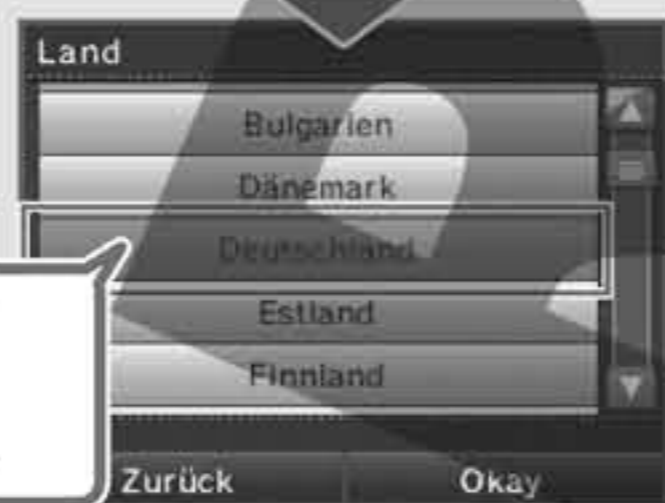 Land
Bulgarien
Dänemark
Deutschland
Estland
Finnland
Zurück
Okay